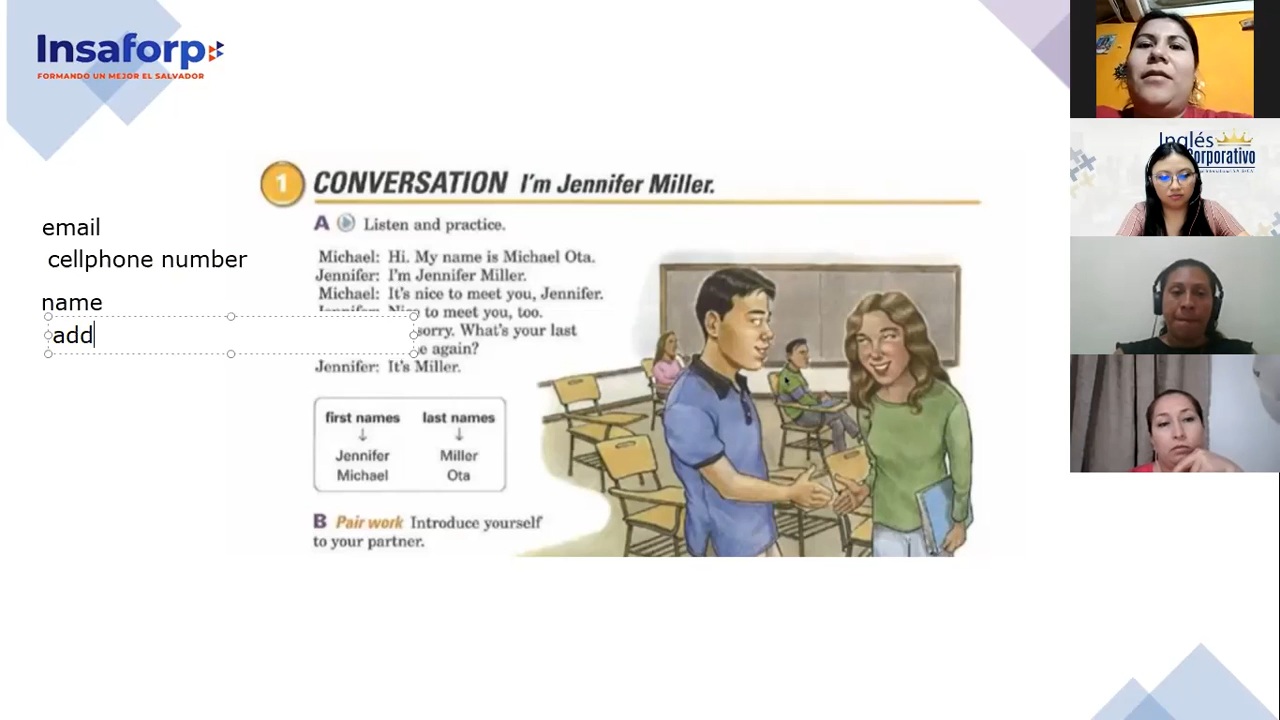 Insaforp
FORMANDO UN MEJOR EL SALVADOR
1 CONVERSATION I'm Jennifer Miller.
A Listen and practice.
Michael: Hi. My name is Michael Ota.
Jennifer: I'm Jennifer Miller.
Michael: It's nice to meet you, Jennifer.
to meet you, too.
sorry. What's your last
again?
Jennifer: It's Miller.
first names last names
Jennifer Miller
Michael Ota
B Pair work Introduce yourself
to your partner.
email
cellphone number
name
add
Inglés
Corporativo